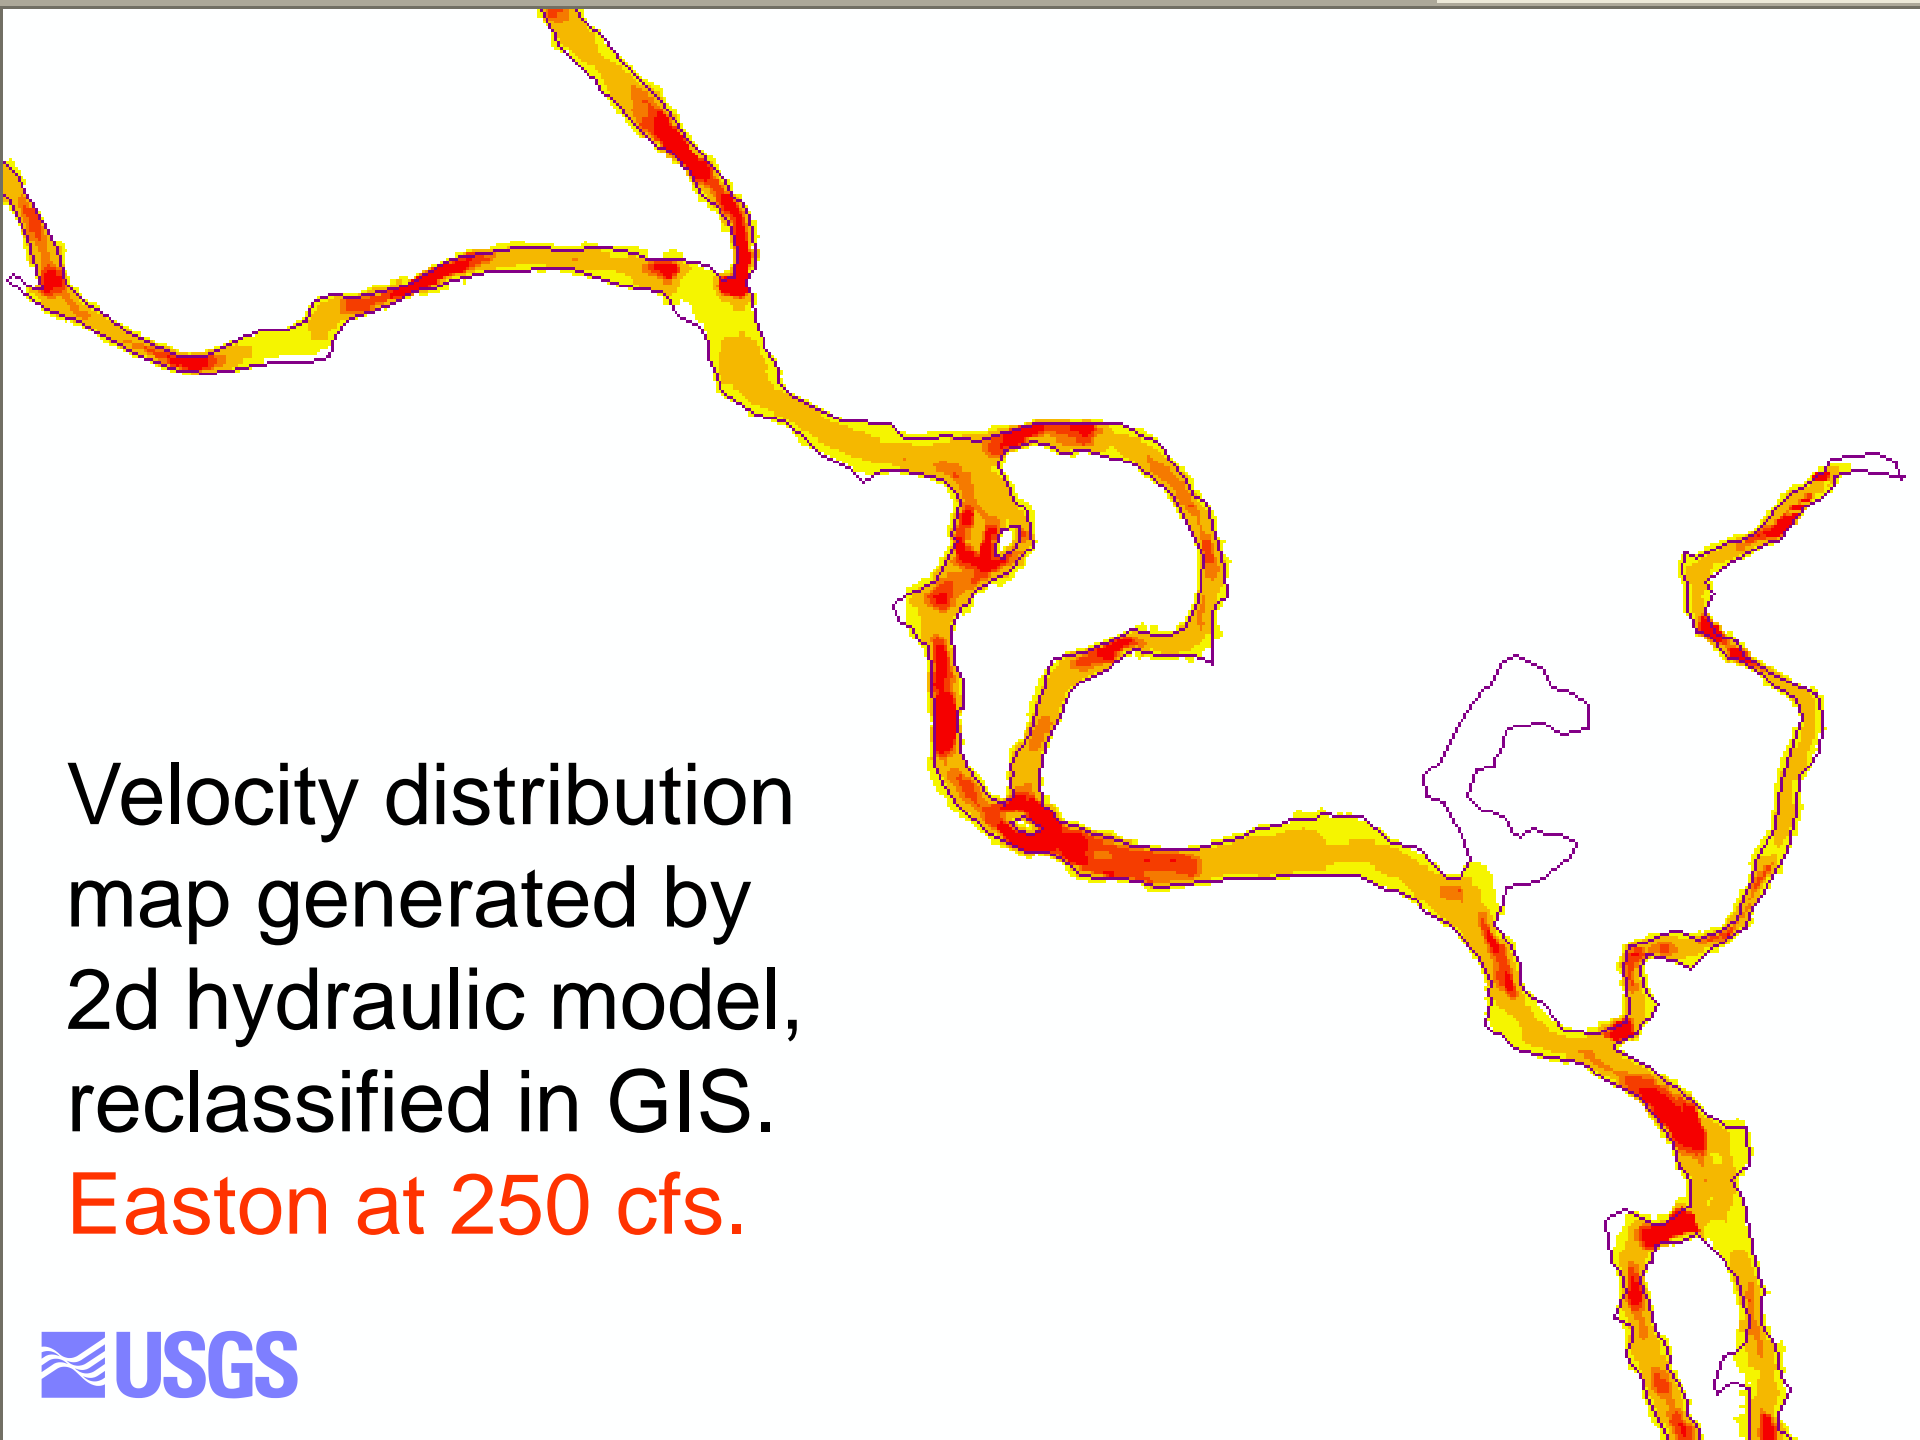 Velocity distribution
map generated by
2d hydraulic model,
reclassified in GIS.
Easton at 250 cfs.
USGS